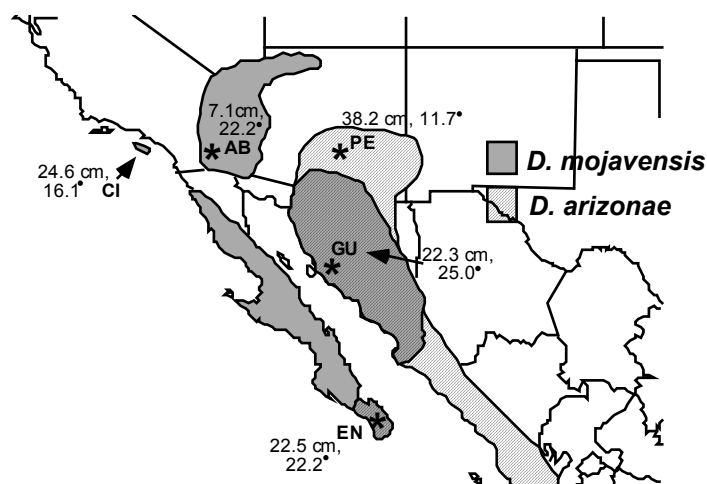 7.1cm,
22.2°
AB
38.2 cm, 11.7°
PE
D. mojavensis
24.6 cm,
16.1°
CI
D. arizonae
GU
22.3 cm,
25.0°
EN
22.5 cm,
22.2°